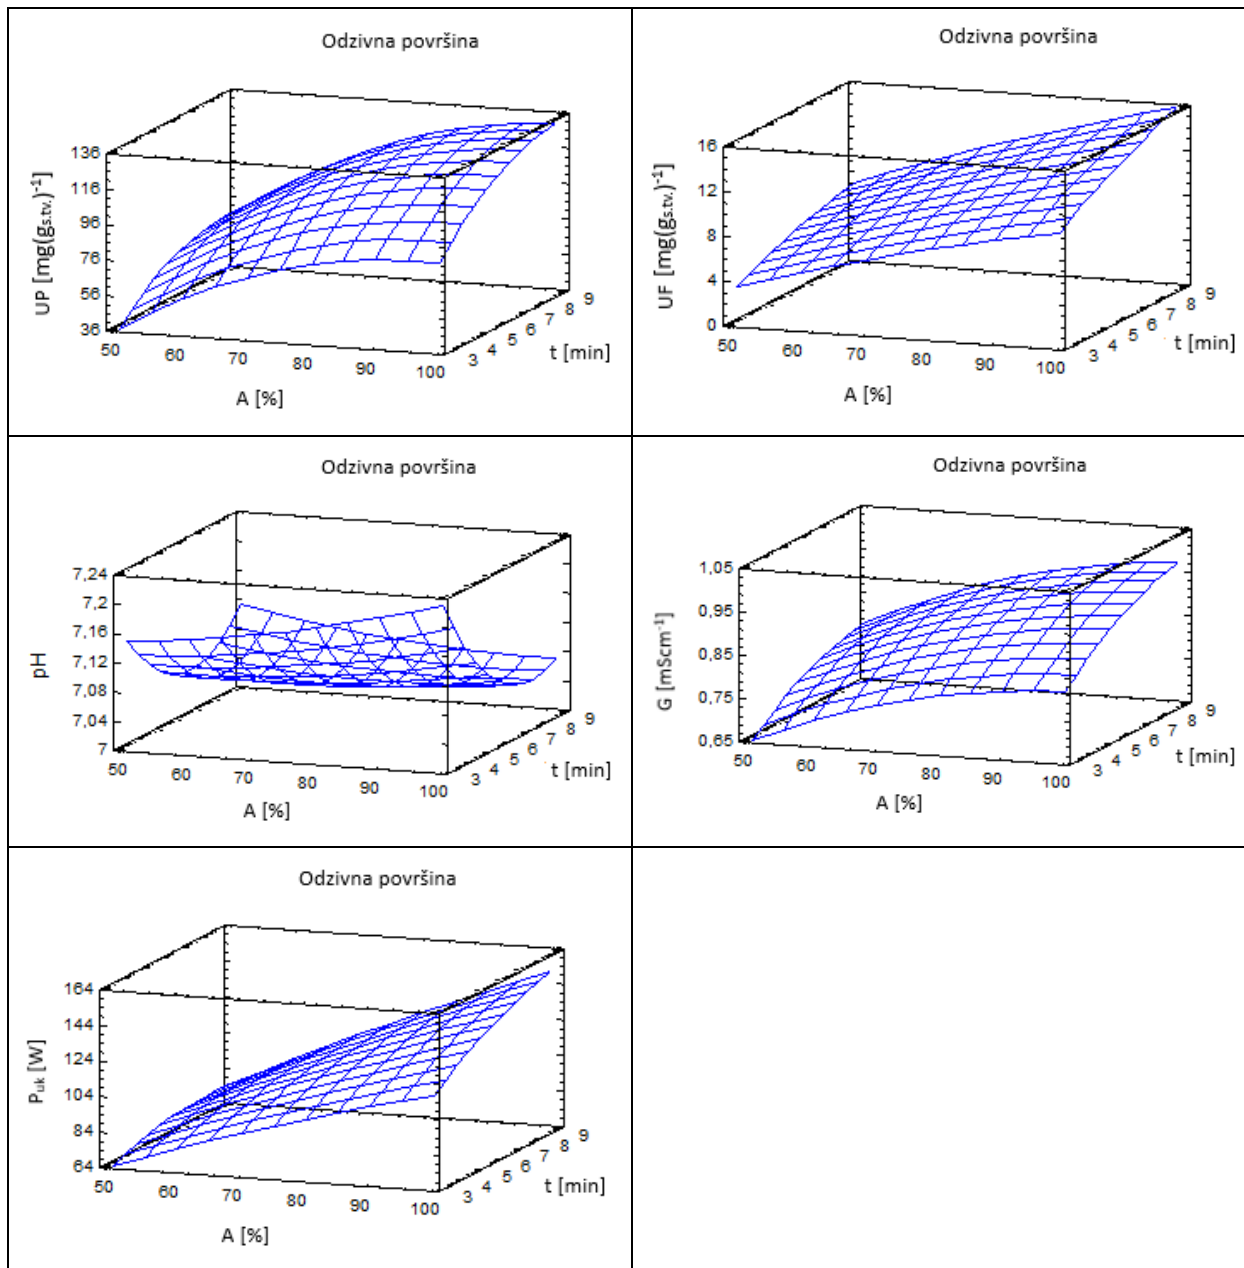 Odzivna površina
136
116
96
76
56
36
UP [mg(gs.tv.)⁻¹]
50 60 70 80 90 100
A [%]
3 4 5 6 7 8 9
t [min]
Odzivna površina
16
12
8
4
0
UF [mg(gs.tv.)⁻¹]
50 60 70 80 90 100
A [%]
3 4 5 6 7 8 9
t [min]
Odzivna površina
7,24
7,2
7,16
7,12
7,08
7,04
7
pH
50 60 70 80 90 100
A [%]
3 4 5 6 7 8 9
t [min]
Odzivna površina
1,05
0,95
0,85
0,75
0,65
G [mScm⁻¹]
50 60 70 80 90 100
A [%]
3 4 5 6 7 8 9
t [min]
Odzivna površina
164
144
124
104
84
64
Puk [W]
50 60 70 80 90 100
A [%]
3 4 5 6 7 8 9
t [min]